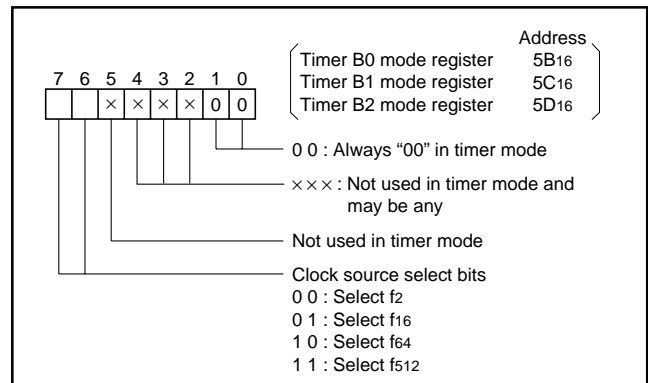 Address
Timer B0 mode register 5B16
Timer B1 mode register 5C16
Timer B2 mode register 5D16
7 6 5 4 3 2 1 0
× × × × 0 0
0 0 : Always “00” in timer mode
× × × : Not used in timer mode and
may be any
Not used in timer mode
Clock source select bits
0 0 : Select f2
0 1 : Select f16
1 0 : Select f64
1 1 : Select f512